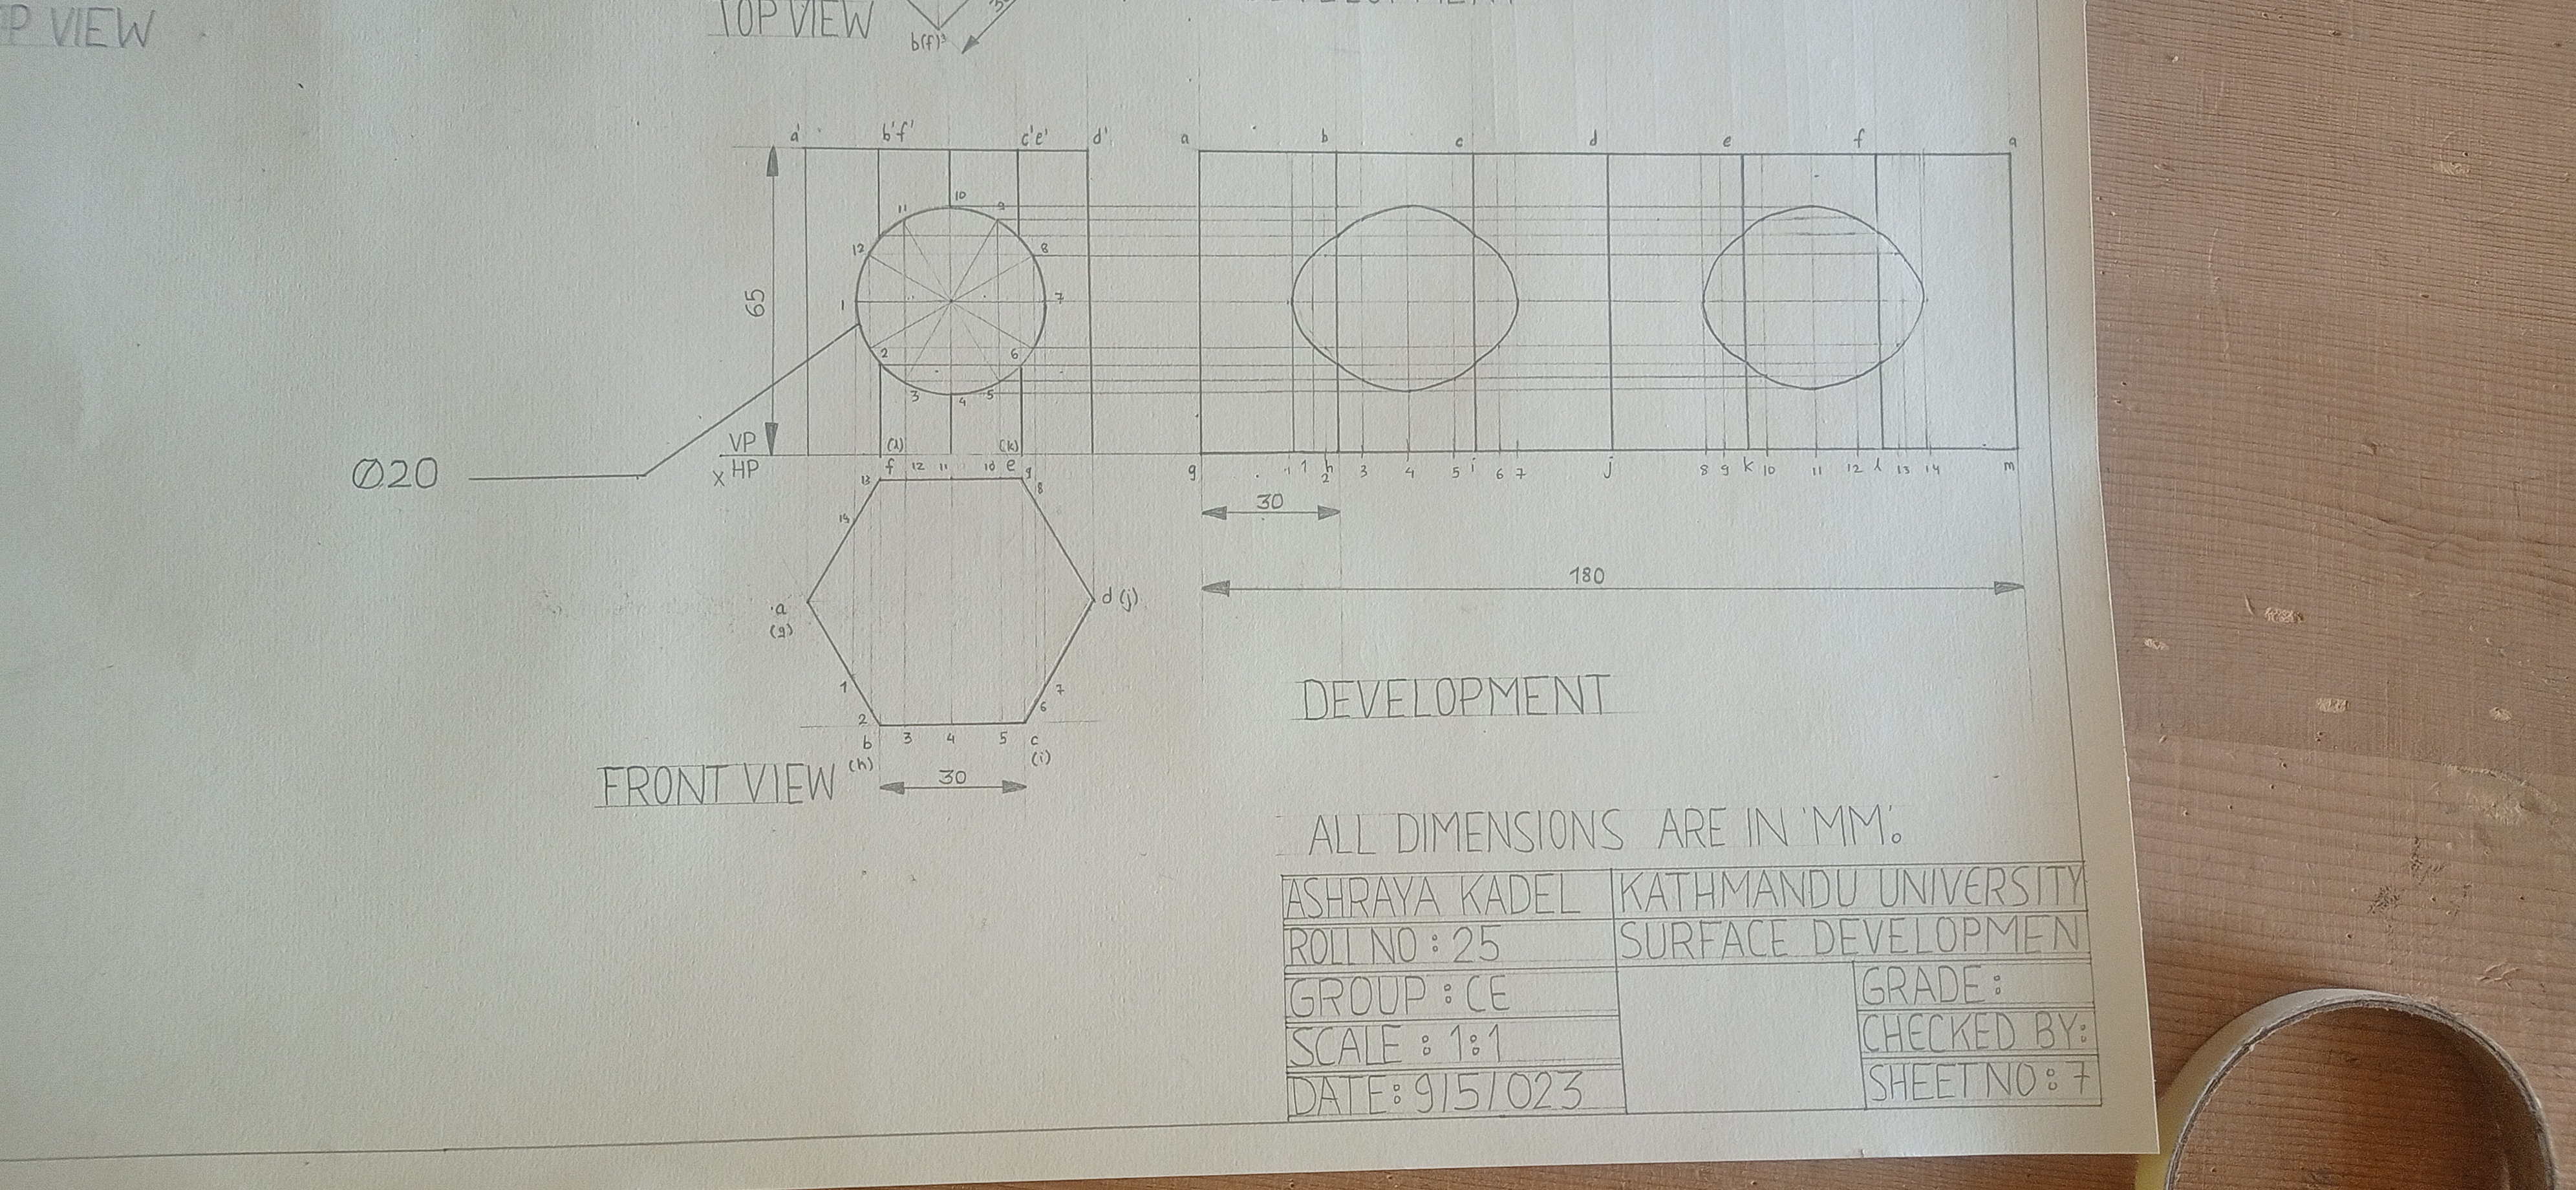 P VIEW
TOP VIEW
b(f)³
DEVELOPMENT
a' b'f' c'e' d' a b c d e f a
10
11 9
12 8
1 7
2 6
3 4 5
65
VP
X HP
Ø20
(l) (k)
f 12 11 10 e 9
13 8
14
g 1 h 2 3 4 5 i 6 7 j 8 9 k 10 11 12 l 13 14 m
30
180
a
(g)
d (j)
1 7
2 6
b 3 4 5 c
(h) (i)
30
FRONT VIEW
DEVELOPMENT
ALL DIMENSIONS ARE IN 'MM'.
ASHRAYA KADEL KATHMANDU UNIVERSITY
ROLL NO : 25 SURFACE DEVELOPMEN
GROUP : CE GRADE:
SCALE : 1:1 CHECKED BY:
DATE: 9/5/023 SHEET NO: 7